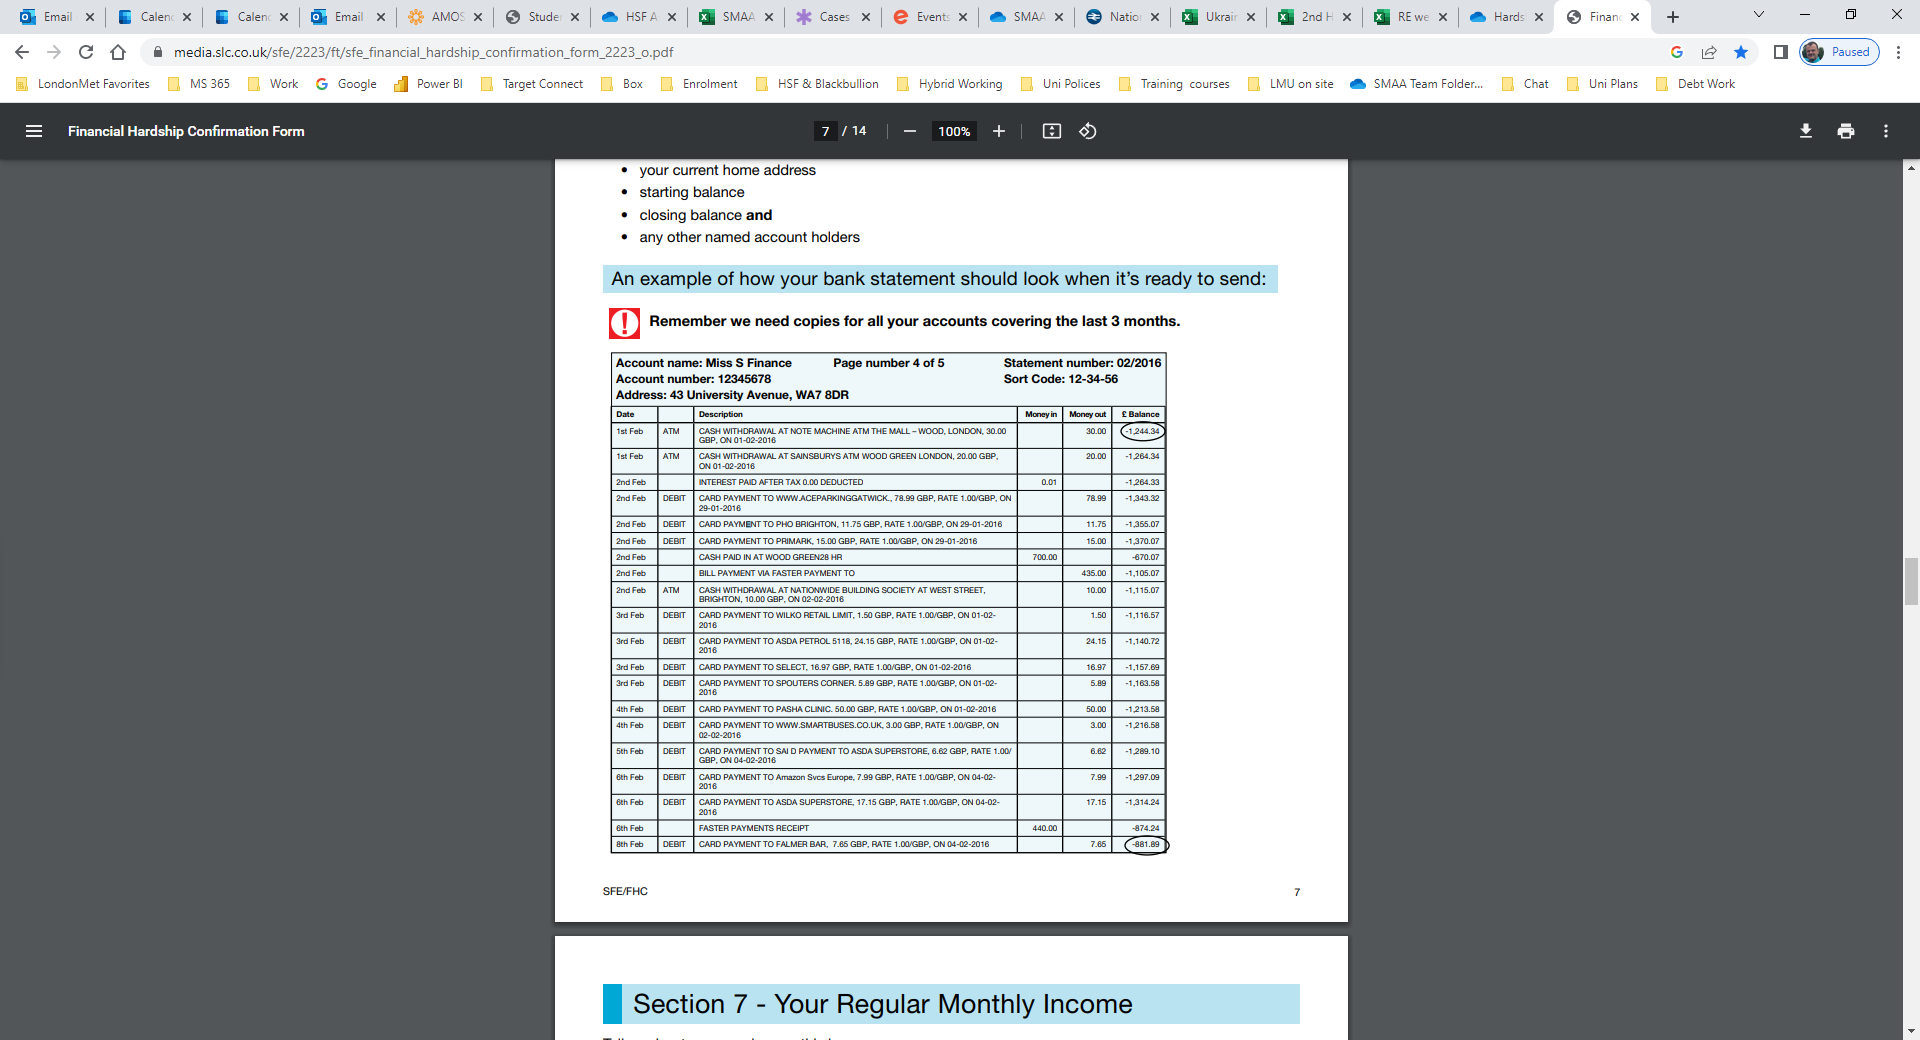 Email Calenc Calenc Email AMOS Studer HSF A SMAA Cases Events SMAA Nation Ukrair 2nd H RE we Hards Financ
media.slc.co.uk/sfe/2223/ft/sfe_financial_hardship_confirmation_form_2223_o.pdf Paused
LondonMet Favorites MS 365 Work Google Power BI Target Connect Box Enrolment HSF & Blackbullion Hybrid Working Uni Polices Training courses LMU on site SMAA Team Folder... Chat Uni Plans Debt Work
Financial Hardship Confirmation Form 7 / 14 100%
• your current home address
• starting balance
• closing balance and
• any other named account holders
An example of how your bank statement should look when it's ready to send:
Remember we need copies for all your accounts covering the last 3 months.
Account name: Miss S Finance Page number 4 of 5 Statement number: 02/2016
Account number: 12345678 Sort Code: 12-34-56
Address: 43 University Avenue, WA7 8DR
Date Description Money in Money out £ Balance
1st Feb ATM CASH WITHDRAWAL AT NOTE MACHINE ATM THE MALL – WOOD, LONDON, 30.00 30.00 -1,244.34
GBP, ON 01-02-2016
1st Feb ATM CASH WITHDRAWAL AT SAINSBURYS ATM WOOD GREEN LONDON, 20.00 GBP, 20.00 -1,264.34
ON 01-02-2016
2nd Feb INTEREST PAID AFTER TAX 0.00 DEDUCTED 0.01 -1,264.33
2nd Feb DEBIT CARD PAYMENT TO WWW.ACEPARKINGGATWICK., 78.99 GBP, RATE 1.00/GBP, ON 78.99 -1,343.32
29-01-2016
2nd Feb DEBIT CARD PAYMENT TO PHO BRIGHTON, 11.75 GBP, RATE 1.00/GBP, ON 29-01-2016 11.75 -1,355.07
2nd Feb DEBIT CARD PAYMENT TO PRIMARK, 15.00 GBP, RATE 1.00/GBP, ON 29-01-2016 15.00 -1,370.07
2nd Feb CASH PAID IN AT WOOD GREEN28 HR 700.00 -670.07
2nd Feb BILL PAYMENT VIA FASTER PAYMENT TO 435.00 -1,105.07
2nd Feb ATM CASH WITHDRAWAL AT NATIONWIDE BUILDING SOCIETY AT WEST STREET, 10.00 -1,115.07
BRIGHTON, 10.00 GBP, ON 02-02-2016
3rd Feb DEBIT CARD PAYMENT TO WILKO RETAIL LIMIT, 1.50 GBP, RATE 1.00/GBP, ON 01-02- 1.50 -1,116.57
2016
3rd Feb DEBIT CARD PAYMENT TO ASDA PETROL 5118, 24.15 GBP, RATE 1.00/GBP, ON 01-02- 24.15 -1,140.72
2016
3rd Feb DEBIT CARD PAYMENT TO SELECT, 16.97 GBP, RATE 1.00/GBP, ON 01-02-2016 16.97 -1,157.69
3rd Feb DEBIT CARD PAYMENT TO SPOUTERS CORNER. 5.89 GBP, RATE 1.00/GBP, ON 01-02- 5.89 -1,163.58
2016
4th Feb DEBIT CARD PAYMENT TO PASHA CLINIC. 50.00 GBP, RATE 1.00/GBP, ON 01-02-2016 50.00 -1,213.58
4th Feb DEBIT CARD PAYMENT TO WWW.SMARTBUSES.CO.UK, 3.00 GBP, RATE 1.00/GBP, ON 3.00 -1,216.58
02-02-2016
5th Feb DEBIT CARD PAYMENT TO SAI D PAYMENT TO ASDA SUPERSTORE, 6.62 GBP, RATE 1.00/ 6.62 -1,289.10
GBP, ON 04-02-2016
6th Feb DEBIT CARD PAYMENT TO Amazon Svcs Europe, 7.99 GBP, RATE 1.00/GBP, ON 04-02- 7.99 -1,297.09
2016
6th Feb DEBIT CARD PAYMENT TO ASDA SUPERSTORE, 17.15 GBP, RATE 1.00/GBP, ON 04-02- 17.15 -1,314.24
2016
6th Feb FASTER PAYMENTS RECEIPT 440.00 -874.24
8th Feb DEBIT CARD PAYMENT TO FALMER BAR, 7.65 GBP, RATE 1.00/GBP, ON 04-02-2016 7.65 -881.89
SFE/FHC 7
Section 7 - Your Regular Monthly Income